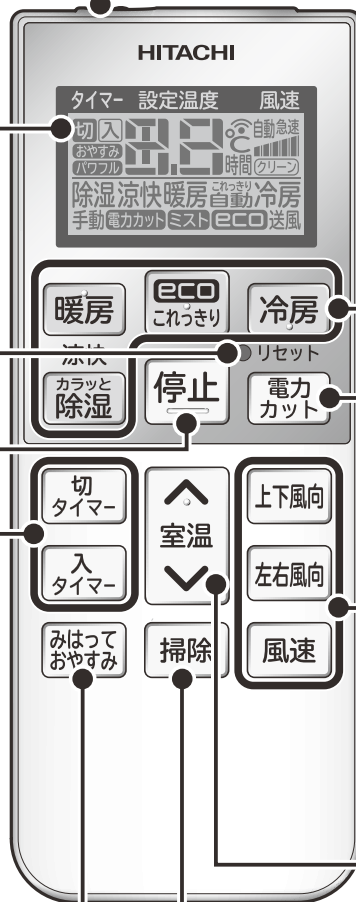 HITACHI
タイマー 設定温度 風速
切 入 8.8 ℃ 自動 急速
おやすみ
パワフル 時間 クリーン
除湿 涼快 暖房 これっきり 自動 冷房
手動 電力カット ミスト eco 送風
暖房 eco これっきり 冷房
涼快 リセット
カラッと 除湿 停止 電力 カット
切 タイマー 上下風向
室温
入 タイマー 左右風向
みはって おやすみ 掃除 風速